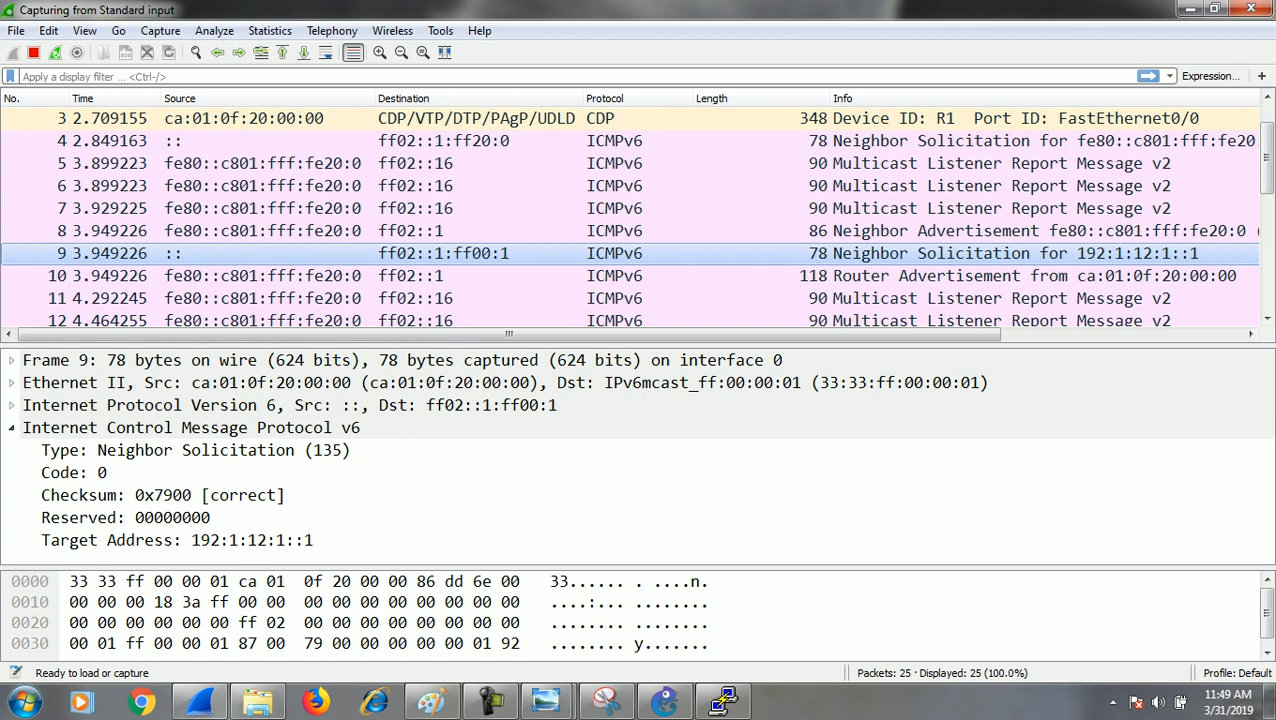 Capturing from Standard input
File Edit View Go Capture Analyze Statistics Telephony Wireless Tools Help
Apply a display filter ... <Ctrl-/> Expression... +
No. Time Source Destination Protocol Length Info
3 2.709155 ca:01:0f:20:00:00 CDP/VTP/DTP/PAgP/UDLD CDP 348 Device ID: R1 Port ID: FastEthernet0/0
4 2.849163 :: ff02::1:ff20:0 ICMPv6 78 Neighbor Solicitation for fe80::c801:fff:fe20
5 3.899223 fe80::c801:fff:fe20:0 ff02::16 ICMPv6 90 Multicast Listener Report Message v2
6 3.899223 fe80::c801:fff:fe20:0 ff02::16 ICMPv6 90 Multicast Listener Report Message v2
7 3.929225 fe80::c801:fff:fe20:0 ff02::16 ICMPv6 90 Multicast Listener Report Message v2
8 3.949226 fe80::c801:fff:fe20:0 ff02::1 ICMPv6 86 Neighbor Advertisement fe80::c801:fff:fe20:0 (
9 3.949226 :: ff02::1:ff00:1 ICMPv6 78 Neighbor Solicitation for 192:1:12:1::1
10 3.949226 fe80::c801:fff:fe20:0 ff02::1 ICMPv6 118 Router Advertisement from ca:01:0f:20:00:00
11 4.292245 fe80::c801:fff:fe20:0 ff02::16 ICMPv6 90 Multicast Listener Report Message v2
12 4.464255 fe80::c801:fff:fe20:0 ff02::16 ICMPv6 90 Multicast Listener Report Message v2
Frame 9: 78 bytes on wire (624 bits), 78 bytes captured (624 bits) on interface 0
Ethernet II, Src: ca:01:0f:20:00:00 (ca:01:0f:20:00:00), Dst: IPv6mcast_ff:00:00:01 (33:33:ff:00:00:01)
Internet Protocol Version 6, Src: ::, Dst: ff02::1:ff00:1
Internet Control Message Protocol v6
Type: Neighbor Solicitation (135)
Code: 0
Checksum: 0x7900 [correct]
Reserved: 00000000
Target Address: 192:1:12:1::1
0000 33 33 ff 00 00 01 ca 01 0f 20 00 00 86 dd 6e 00 33...... . ....n.
0010 00 00 00 18 3a ff 00 00 00 00 00 00 00 00 00 00 ....:... ........
0020 00 00 00 00 00 00 ff 02 00 00 00 00 00 00 00 00 ........ ........
0030 00 01 ff 00 00 01 87 00 79 00 00 00 00 00 01 92 ........ y.......
Ready to load or capture Packets: 25 · Displayed: 25 (100.0%) Profile: Default
11:49 AM
3/31/2019